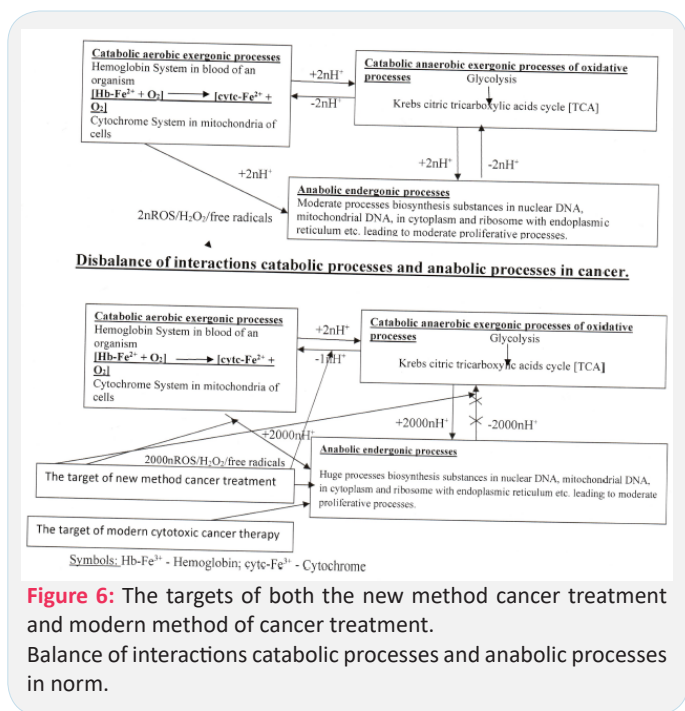 Catabolic aerobic exergonic processes
Hemoglobin System in blood of an
organism
[Hb-Fe²⁺ + O₂] ⟶ [cytc-Fe²⁺ +
O₂]
Cytochrome System in mitochondria of
cells
+2nH⁺
-2nH⁺
Catabolic anaerobic exergonic processes of oxidative
processes
Glycolysis
Krebs citric tricarboxylic acids cycle [TCA]
+2nH⁺
+2nH⁺
-2nH⁺
2nROS/H₂O₂/free radicals
Anabolic endergonic processes
Moderate processes biosynthesis substances in nuclear DNA,
mitochondrial DNA, in cytoplasm and ribosome with endoplasmic
reticulum etc. leading to moderate proliferative processes.
Disbalance of interactions catabolic processes and anabolic processes in cancer.
Catabolic aerobic exergonic processes
Hemoglobin System in blood of an
organism
[Hb-Fe²⁺ + O₂] ⟶ [cytc-Fe²⁺ +
O₂]
Cytochrome System in mitochondria of
cells
+2nH⁺
Catabolic anaerobic exergonic processes of oxidative
processes
Glycolysis
Krebs citric tricarboxylic acids cycle [TCA]
+2000nH⁺
+2000nH⁺
-2000nH⁺
2000nROS/H₂O₂/free radicals
Anabolic endergonic processes
Huge processes biosynthesis substances in nuclear DNA, mitochondrial DNA,
in cytoplasm and ribosome with endoplasmic reticulum etc. leading to moderate
proliferative processes.
The target of new method cancer treatment
The target of modern cytotoxic cancer therapy
Symbols: Hb-Fe³⁺ - Hemoglobin; cytc-Fe³⁺ - Cytochrome
Figure 6: The targets of both the new method cancer treatment
and modern method of cancer treatment.
Balance of interactions catabolic processes and anabolic processes
in norm.